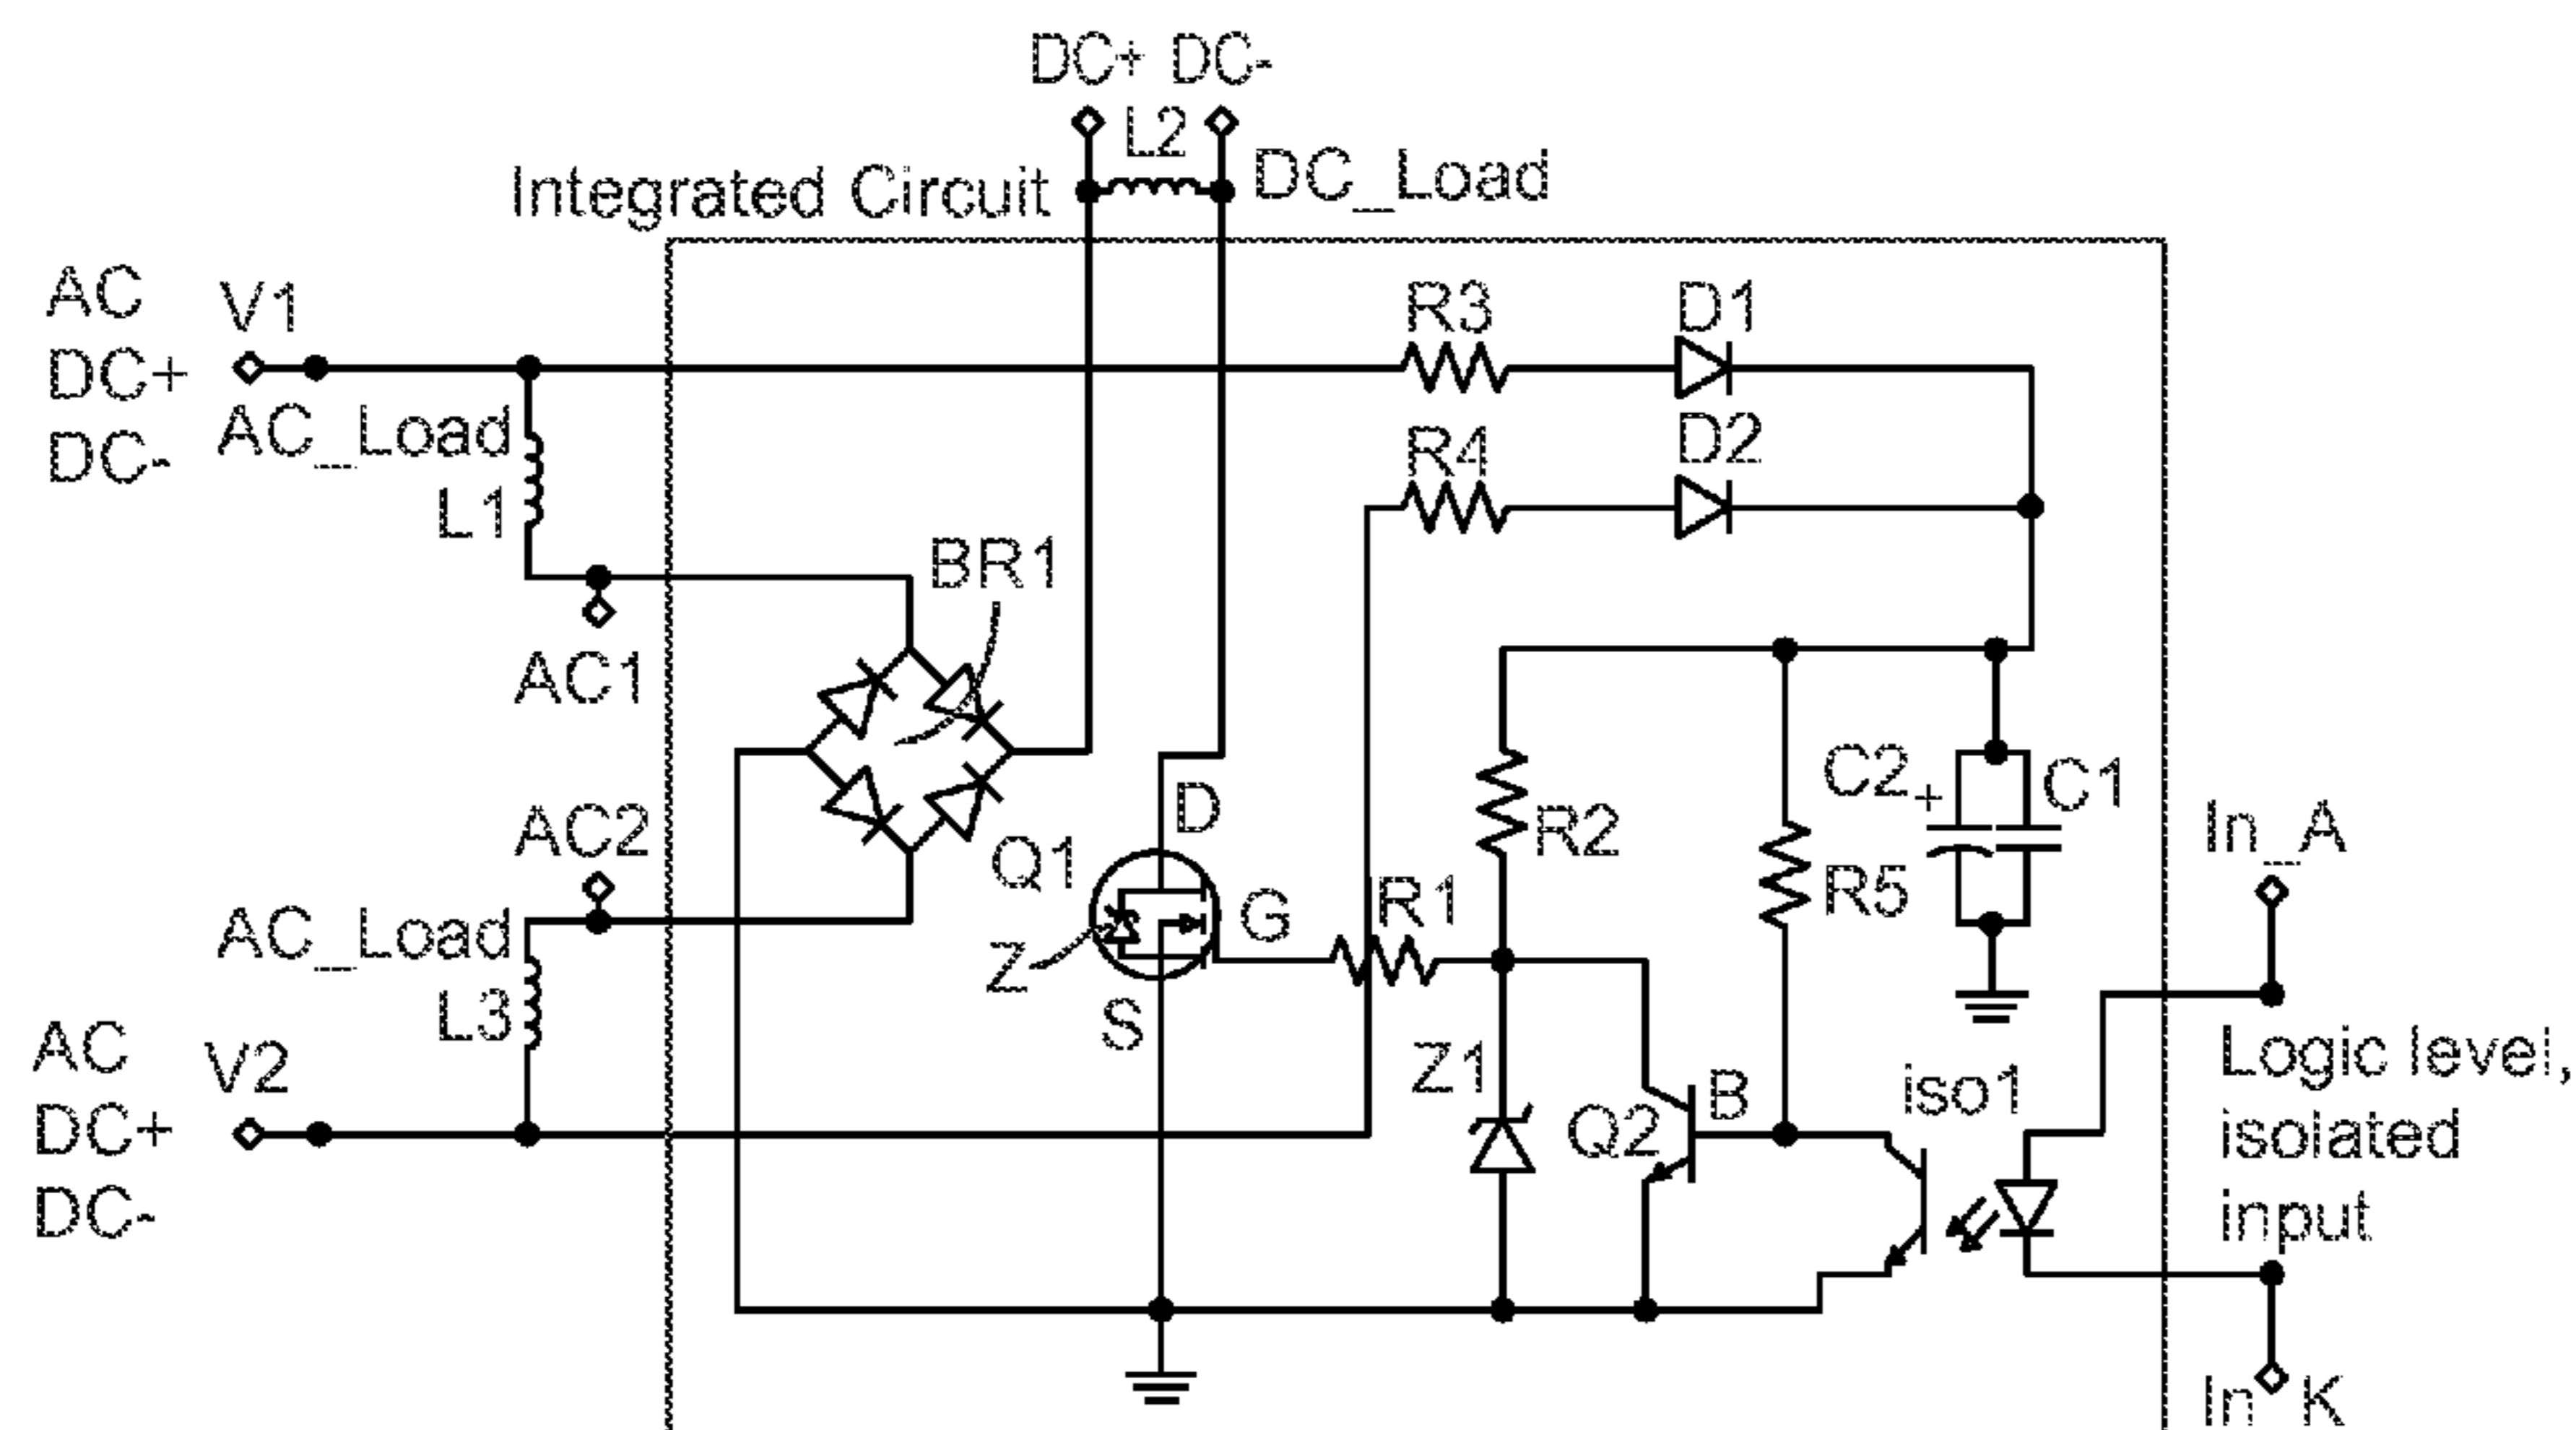 DC+ DC-
L2
Integrated Circuit
DC_Load
AC
DC+
DC-
V1
AC_Load
L1
R3
D1
R4
D2
BR1
AC1
AC2
AC_Load
L3
AC
DC+
DC-
V2
Q1
D
G
Z
S
R1
R2
R5
C2
+
C1
Z1
Q2
B
iso1
In_A
Logic level,
isolated
input
In K